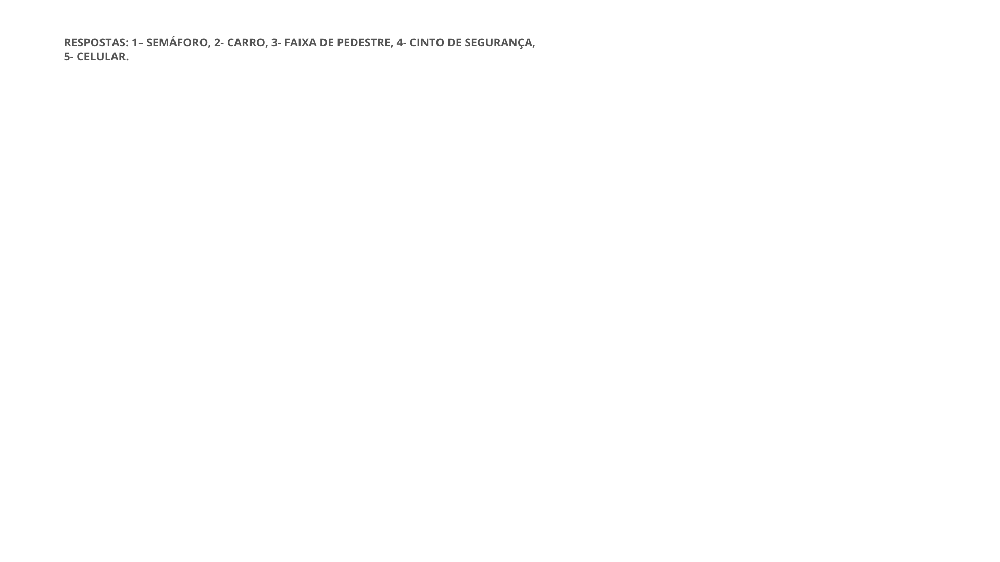 RESPOSTAS: 1– SEMÁFORO, 2- CARRO, 3- FAIXA DE PEDESTRE, 4- CINTO DE SEGURANÇA,
5- CELULAR.